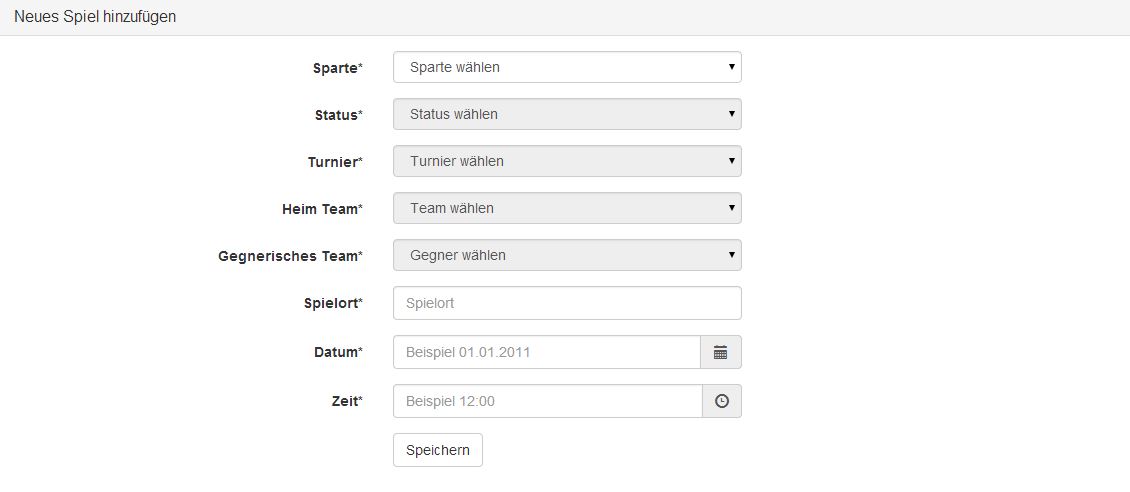 Neues Spiel hinzufügen
Sparte* Sparte wählen
Status* Status wählen
Turnier* Turnier wählen
Heim Team* Team wählen
Gegnerisches Team* Gegner wählen
Spielort* Spielort
Datum* Beispiel 01.01.2011
Zeit* Beispiel 12:00
Speichern